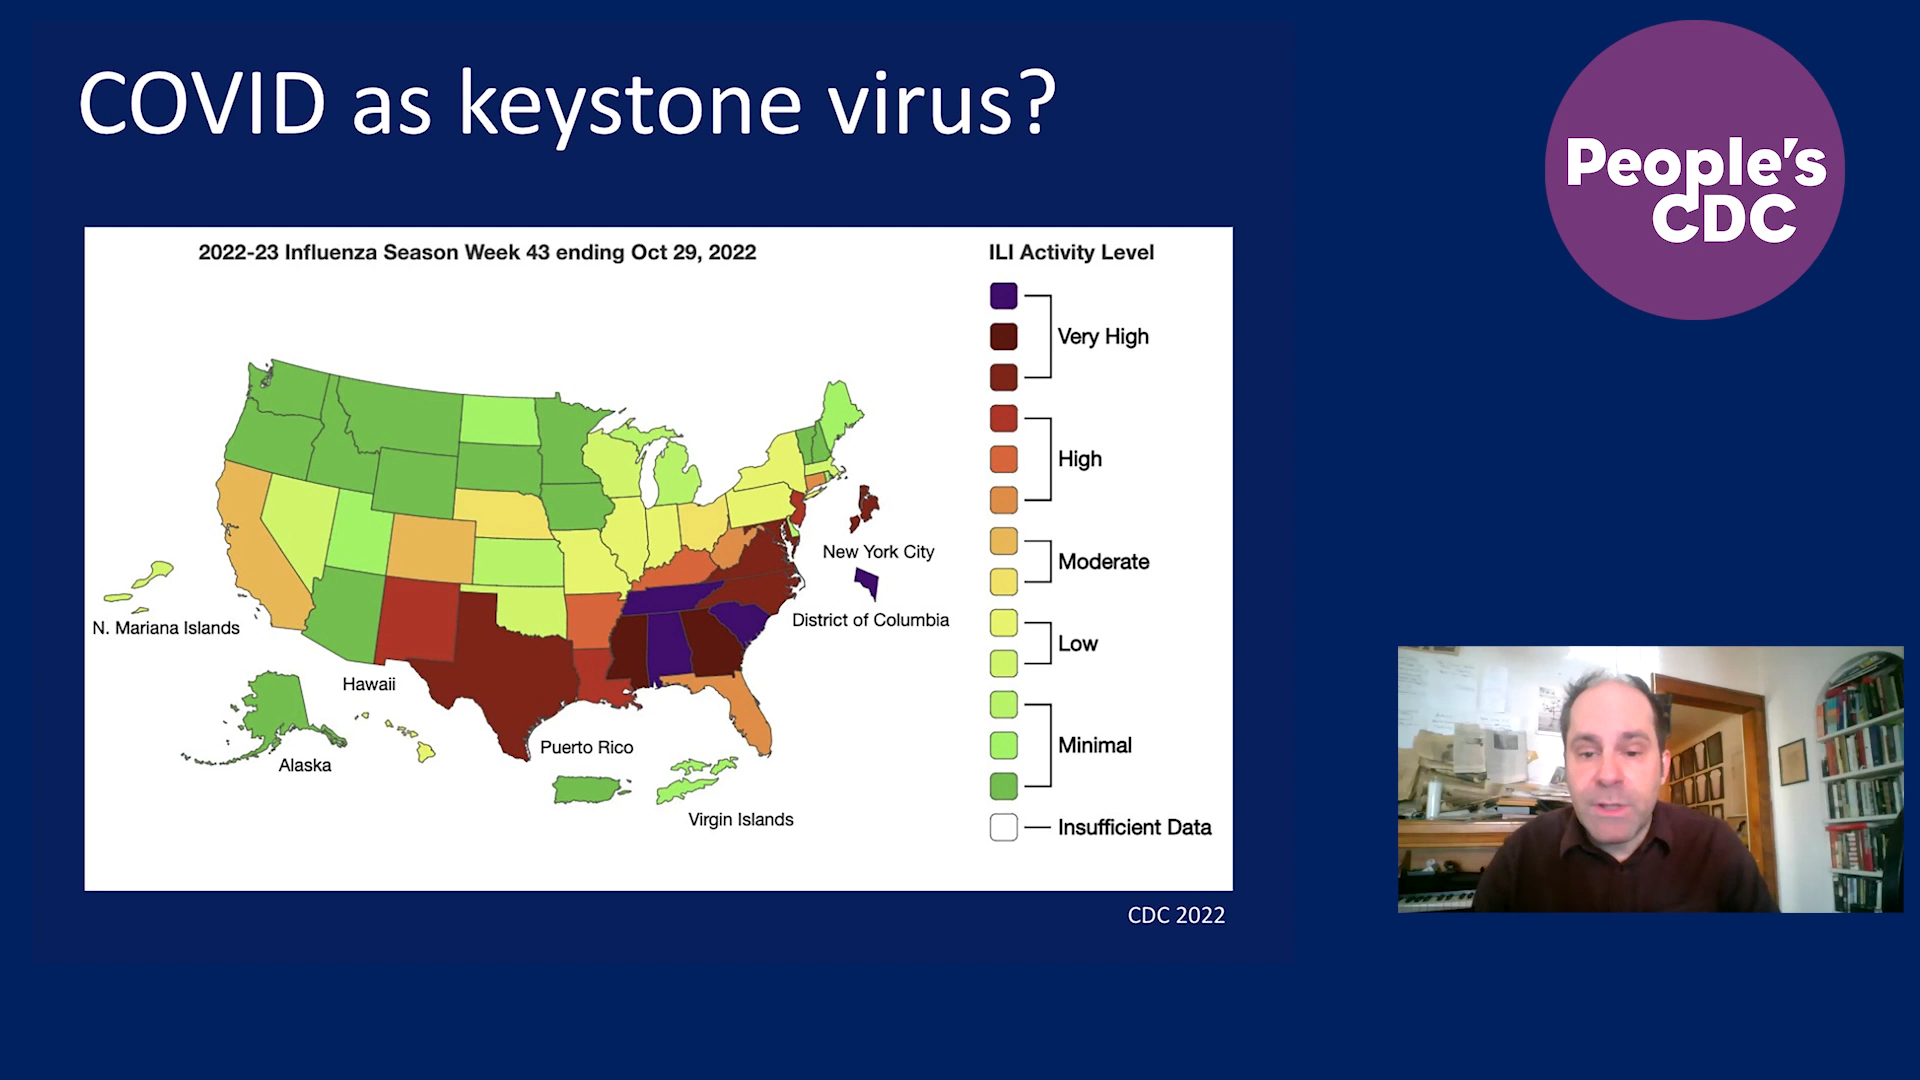 COVID as keystone virus?
People's
CDC
2022-23 Influenza Season Week 43 ending Oct 29, 2022
ILI Activity Level
Very High
High
Moderate
Low
Minimal
Insufficient Data
New York City
District of Columbia
N. Mariana Islands
Hawaii
Alaska
Puerto Rico
Virgin Islands
CDC 2022